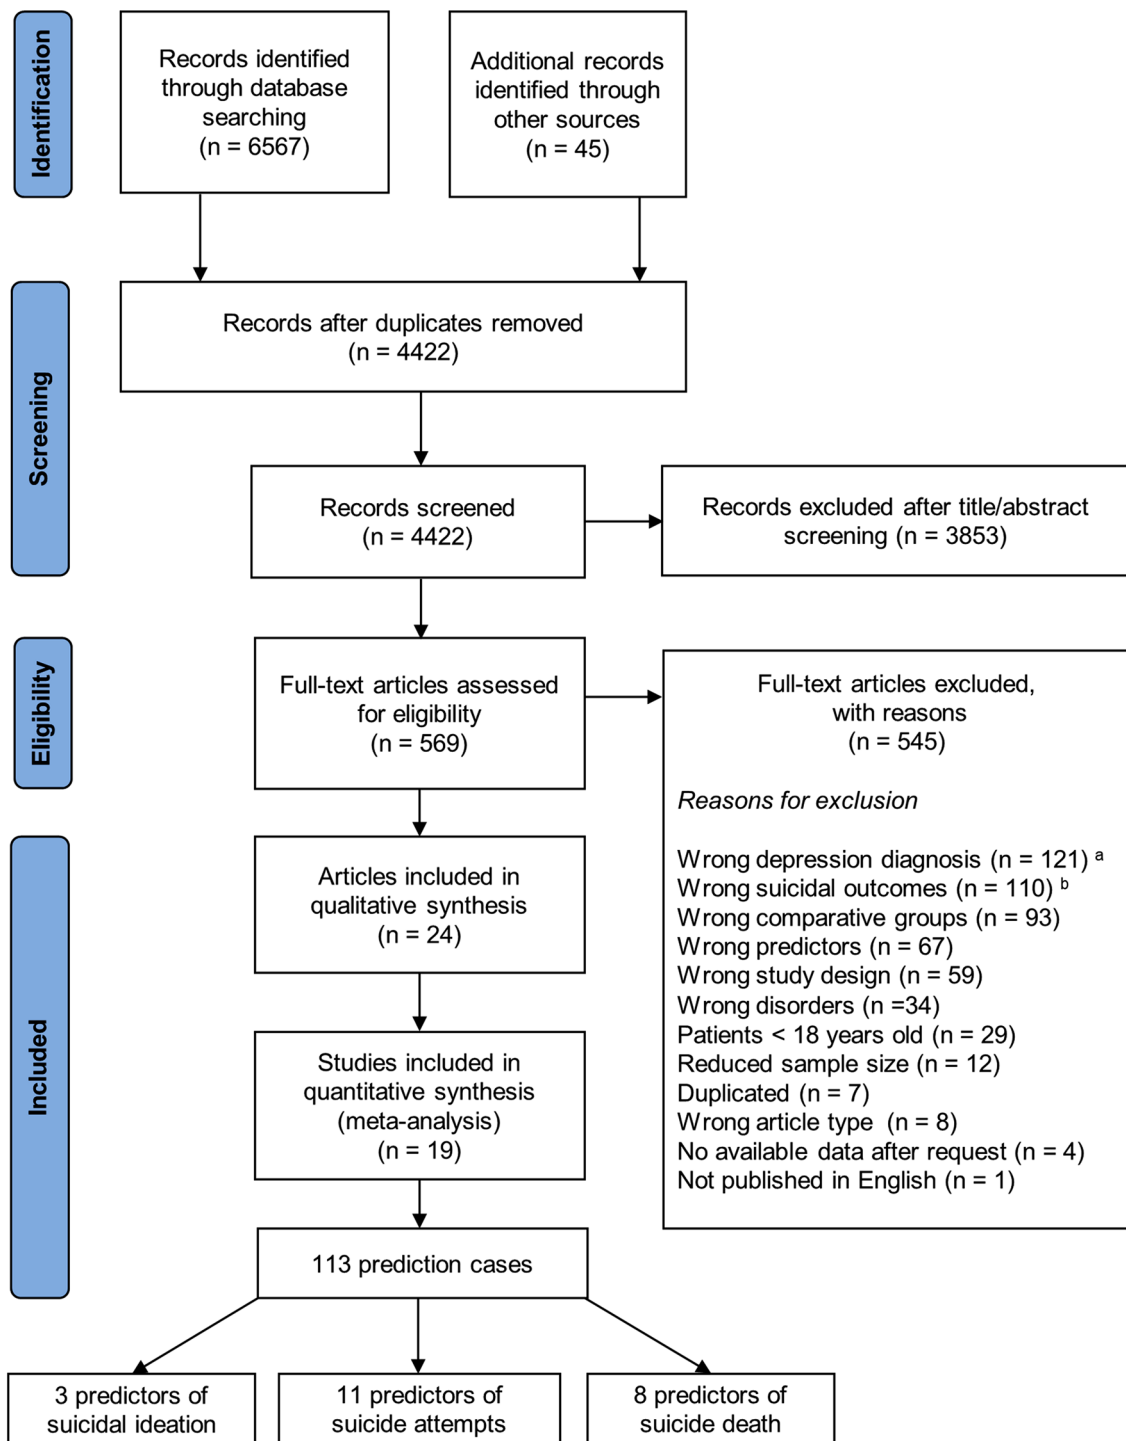 Identification
Records identified
through database
searching
(n = 6567)
Additional records
identified through
other sources
(n = 45)
Screening
Records after duplicates removed
(n = 4422)
Records screened
(n = 4422)
Records excluded after title/abstract
screening (n = 3853)
Eligibility
Full-text articles assessed
for eligibility
(n = 569)
Full-text articles excluded,
with reasons
(n = 545)
Reasons for exclusion
Wrong depression diagnosis (n = 121) a
Wrong suicidal outcomes (n = 110) b
Wrong comparative groups (n = 93)
Wrong predictors (n = 67)
Wrong study design (n = 59)
Wrong disorders (n =34)
Patients < 18 years old (n = 29)
Reduced sample size (n = 12)
Duplicated (n = 7)
Wrong article type (n = 8)
No available data after request (n = 4)
Not published in English (n = 1)
Included
Articles included in
qualitative synthesis
(n = 24)
Studies included in
quantitative synthesis
(meta-analysis)
(n = 19)
113 prediction cases
3 predictors of
suicidal ideation
11 predictors of
suicide attempts
8 predictors of
suicide death